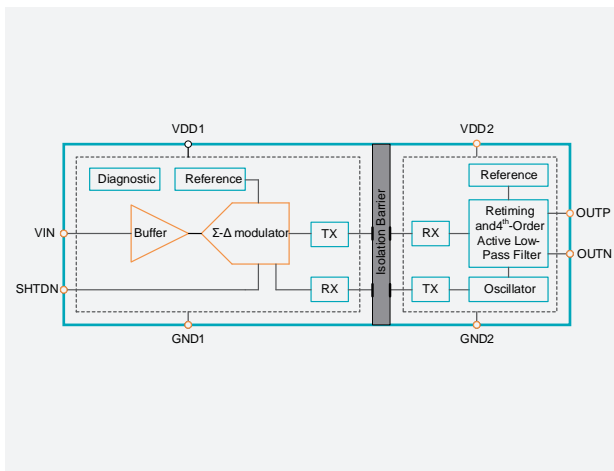 VDD1
VDD2
Diagnostic
Reference
Reference
VIN
Buffer
Σ-Δ modulator
TX
Isolation Barrier
RX
Retiming
and4th-Order
Active Low-
Pass Filter
OUTP
OUTN
SHTDN
RX
TX
Oscillator
GND1
GND2